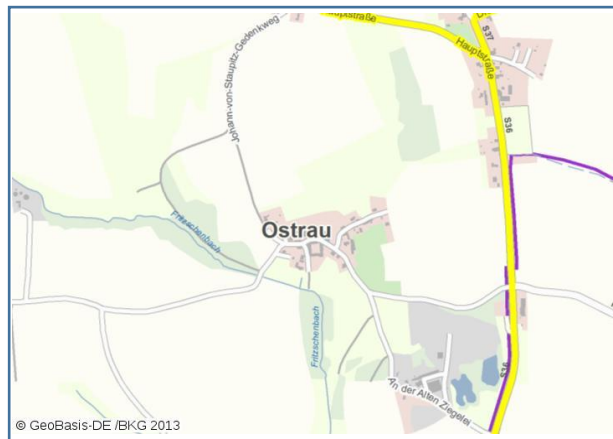 Hauptstraße
S37
Hauptstraße
Johann-von-Staupitz-Gedenkweg
S36
Fritzschenbach
Ostrau
Fritzschenbach
S36
An der Alten Ziegelei
© GeoBasis-DE /BKG 2013